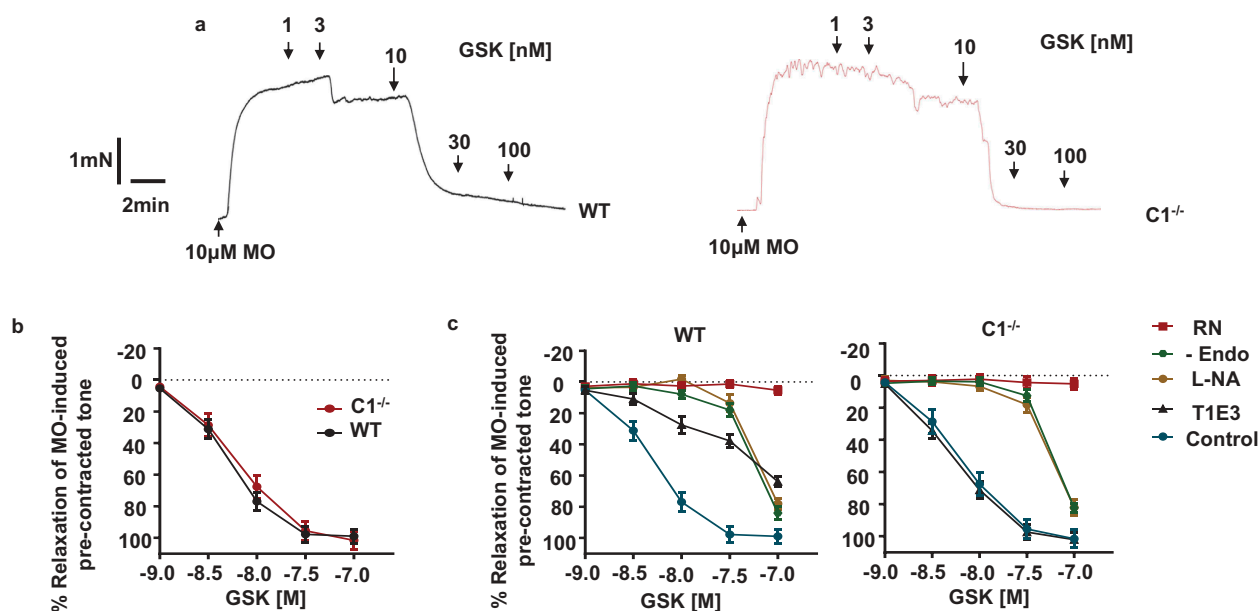 a
1 3
GSK [nM]
10
30
100
1mN
2min
WT
10µM MO
1 3
GSK [nM]
10
30
100
C1-/-
10µM MO
b
% Relaxation of MO-induced
pre-contracted tone
-20
0
20
40
60
80
100
C1-/-
WT
-9.0 -8.5 -8.0 -7.5 -7.0
GSK [M]
c
% Relaxation of MO-induced
pre-contracted tone
WT
-20
0
20
40
60
80
100
-9.0 -8.5 -8.0 -7.5 -7.0
GSK [M]
C1-/-
-20
0
20
40
60
80
100
-9.0 -8.5 -8.0 -7.5 -7.0
GSK [M]
RN
- Endo
L-NA
T1E3
Control